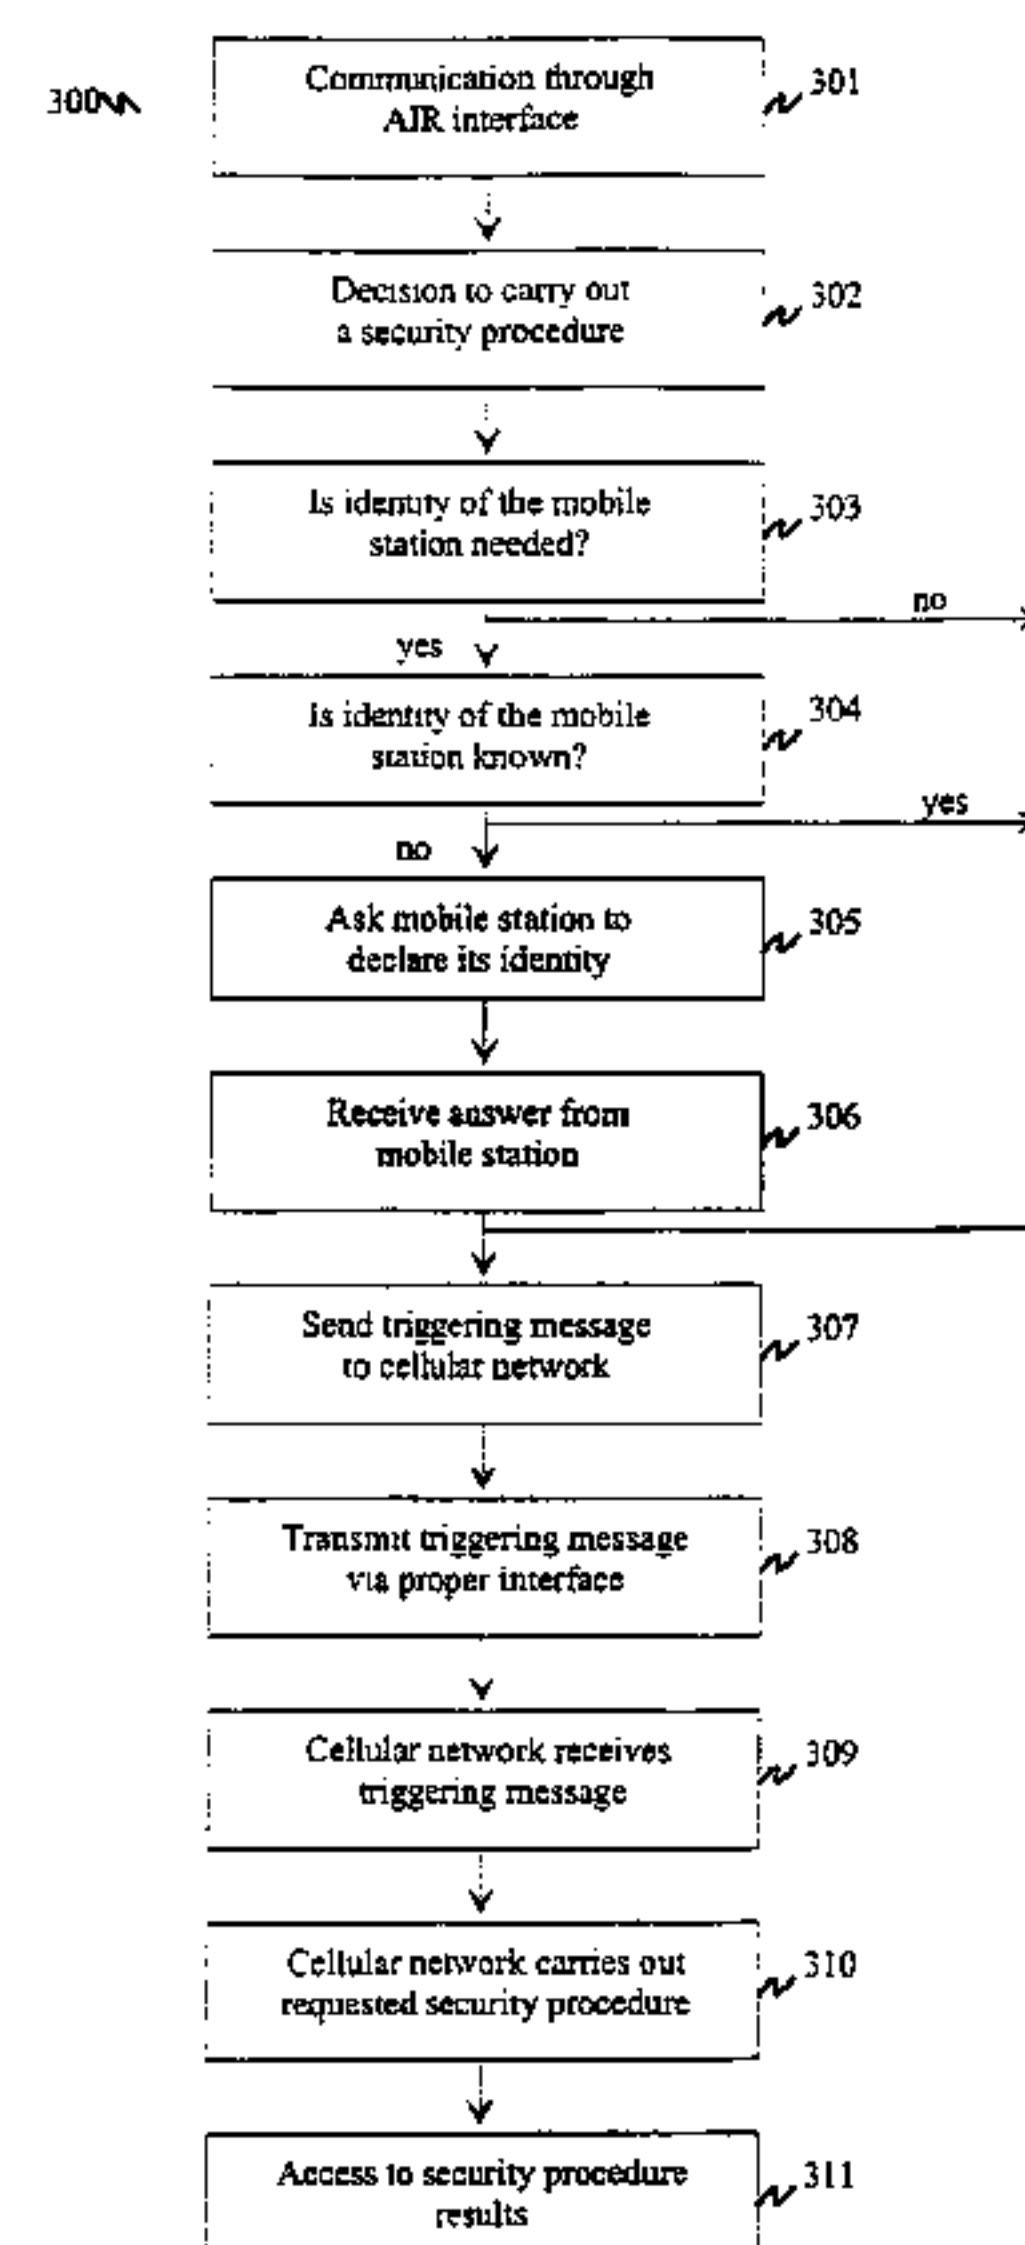 300
Communication through
AIR interface
301
Decision to carry out
a security procedure
302
Is identity of the mobile
station needed?
303
no
yes
Is identity of the mobile
station known?
304
yes
no
Ask mobile station to
declare its identity
305
Receive answer from
mobile station
306
Send triggering message
to cellular network
307
Transmit triggering message
via proper interface
308
Cellular network receives
triggering message
309
Cellular network carries out
requested security procedure
310
Access to security procedure
results
311